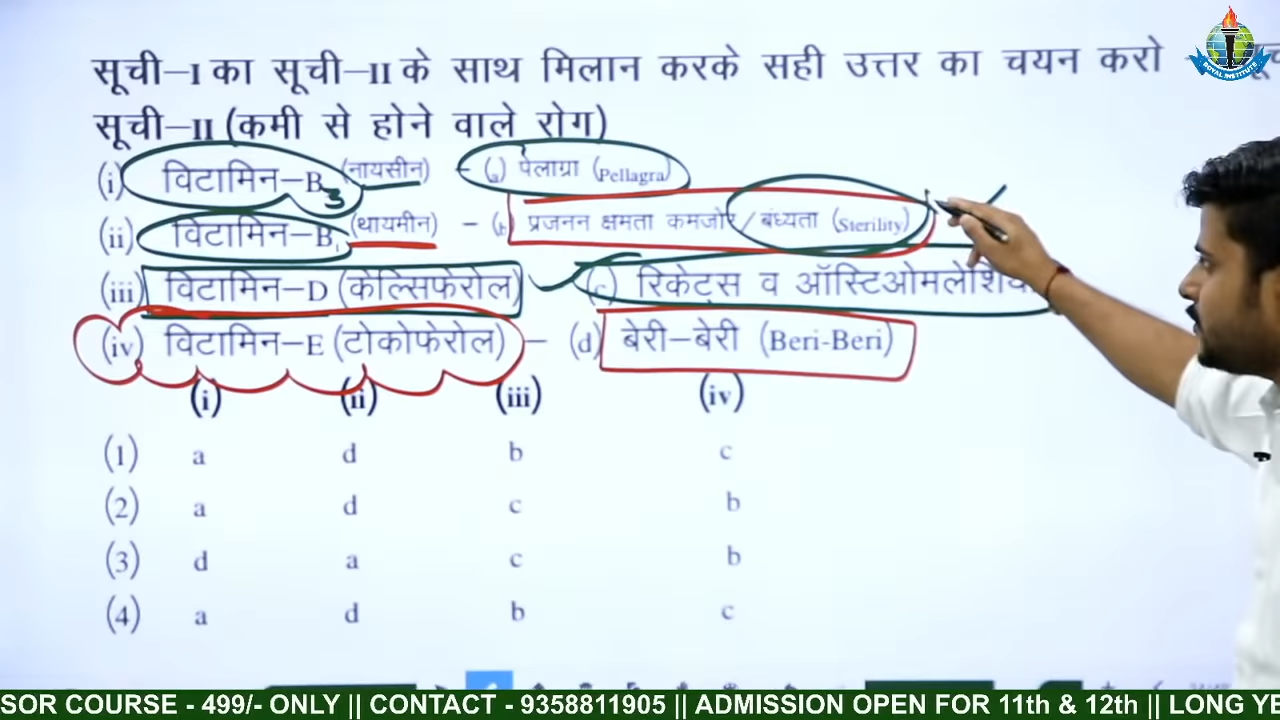 सूची–I का सूची–II के साथ मिलान करके सही उत्तर का चयन करो
सूची–II (कमी से होने वाले रोग)
(i) विटामिन–B3 (नायसीन) – (a) पेलाग्रा (Pellagra)
(ii) विटामिन–B1 (थायमीन) – (b) प्रजनन क्षमता कमजोर / बंध्यता (Sterility)
(iii) विटामिन–D (केल्सिफेरोल) (c) रिकेट्स व
(iv) विटामिन–E (टोकोफेरोल) – (d) बेरी–बेरी (Beri-Beri)
(i) (ii) (iii) (iv)
(1) a d b c
(2) a d c b
(3) d a c b
(4) a d b c
ROYAL INSTITUTE
SOR COURSE - 499/- ONLY || CONTACT - 9358811905 || ADMISSION OPEN FOR 11th & 12th || LONG YE